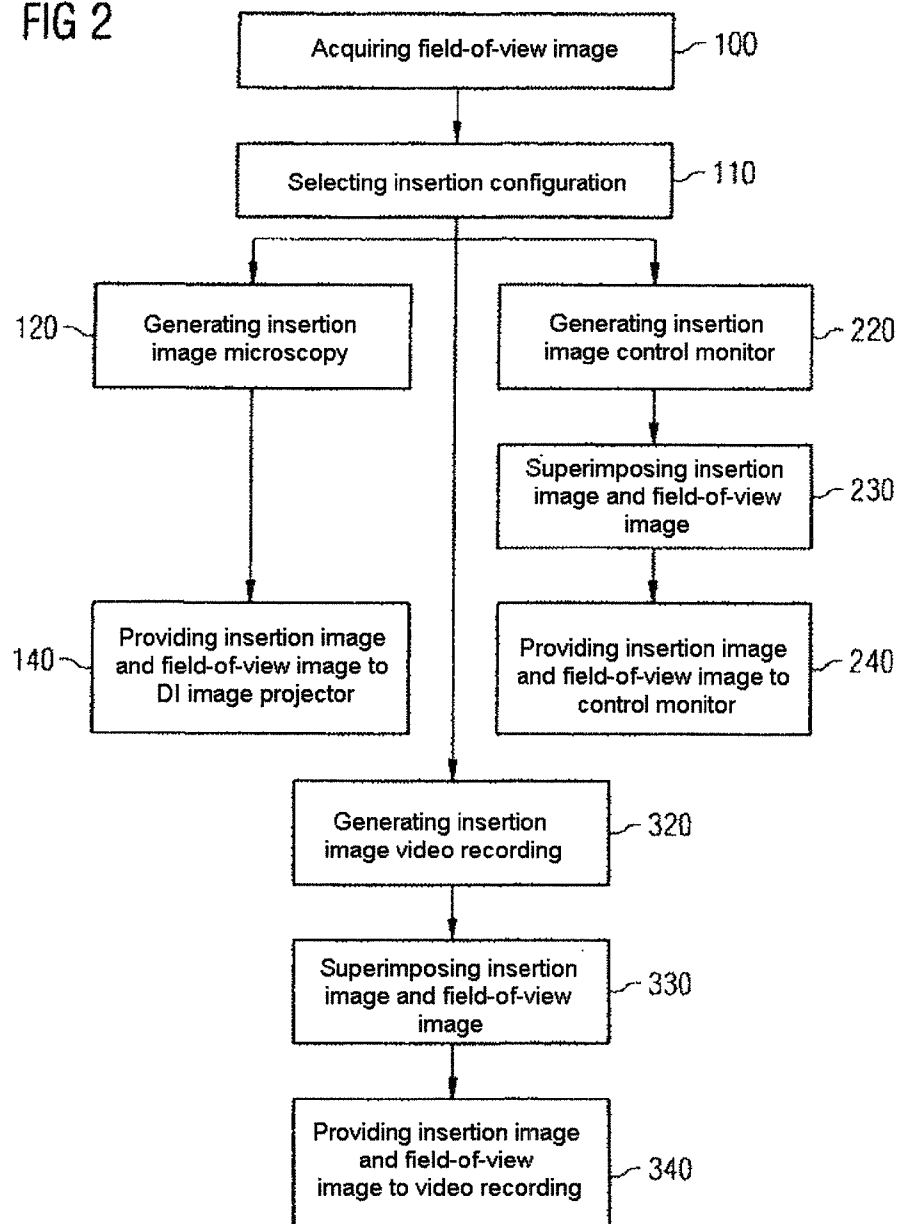 FIG 2
Acquiring field-of-view image
100
Selecting insertion configuration
110
120
Generating insertion
image microscopy
Generating insertion
image control monitor
220
Superimposing insertion
image and field-of-view
image
230
140
Providing insertion image
and field-of-view image to
DI image projector
Providing insertion image
and field-of-view image to
control monitor
240
Generating insertion
image video recording
320
Superimposing insertion
image and field-of-view
image
330
Providing insertion image
and field-of-view
image to video recording
340